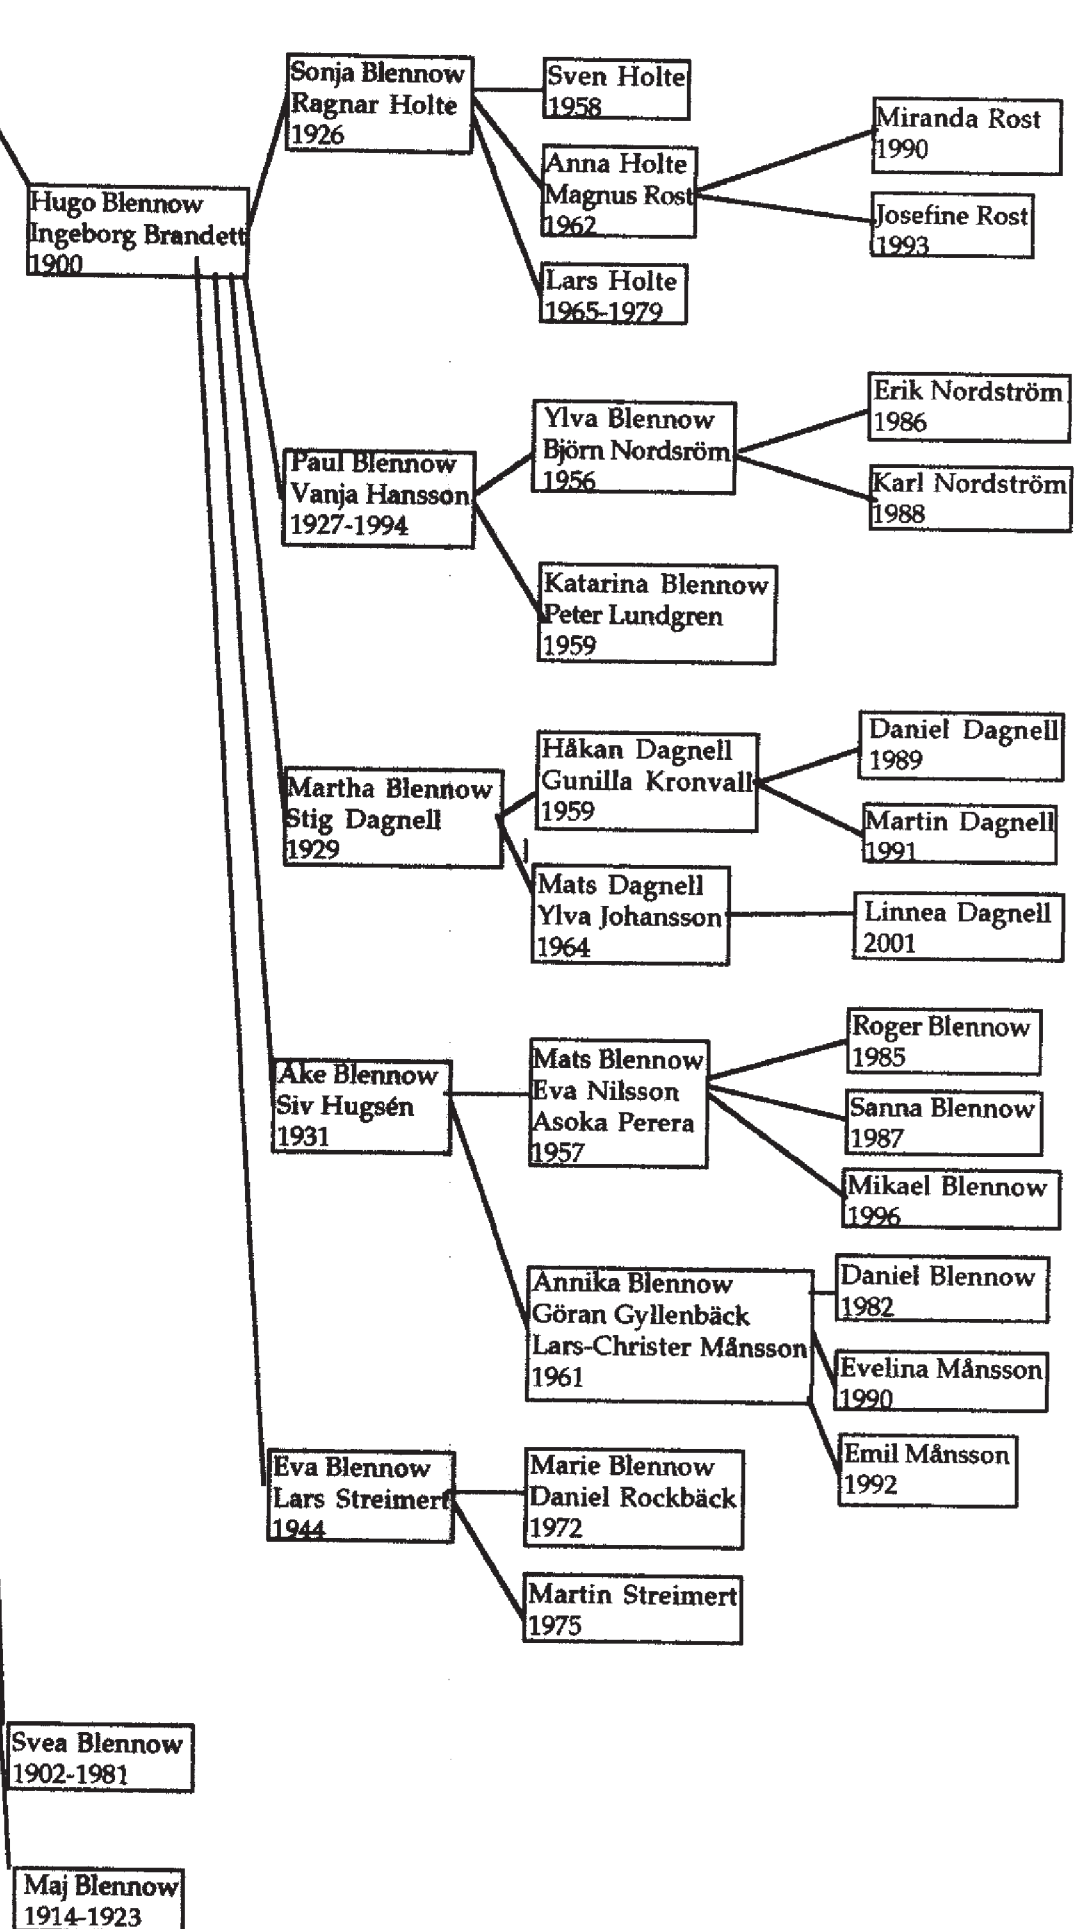 Hugo Blennow
Ingeborg Brandett
1900
Sonja Blennow
Ragnar Holte
1926
Sven Holte
1958
Anna Holte
Magnus Rost
1962
Miranda Rost
1990
Josefine Rost
1993
Lars Holte
1965-1979
Paul Blennow
Vanja Hansson
1927-1994
Ylva Blennow
Björn Nordsröm
1956
Erik Nordström
1986
Karl Nordström
1988
Katarina Blennow
Peter Lundgren
1959
Martha Blennow
Stig Dagnell
1929
Håkan Dagnell
Gunilla Kronvall
1959
Daniel Dagnell
1989
Martin Dagnell
1991
Mats Dagnell
Ylva Johansson
1964
Linnea Dagnell
2001
Åke Blennow
Siv Hugsén
1931
Mats Blennow
Eva Nilsson
Asoka Perera
1957
Roger Blennow
1985
Sanna Blennow
1987
Mikael Blennow
1996
Annika Blennow
Göran Gyllenbäck
Lars-Christer Månsson
1961
Daniel Blennow
1982
Evelina Månsson
1990
Emil Månsson
1992
Eva Blennow
Lars Streimert
1944
Marie Blennow
Daniel Rockbäck
1972
Martin Streimert
1975
Svea Blennow
1902-1981
Maj Blennow
1914-1923